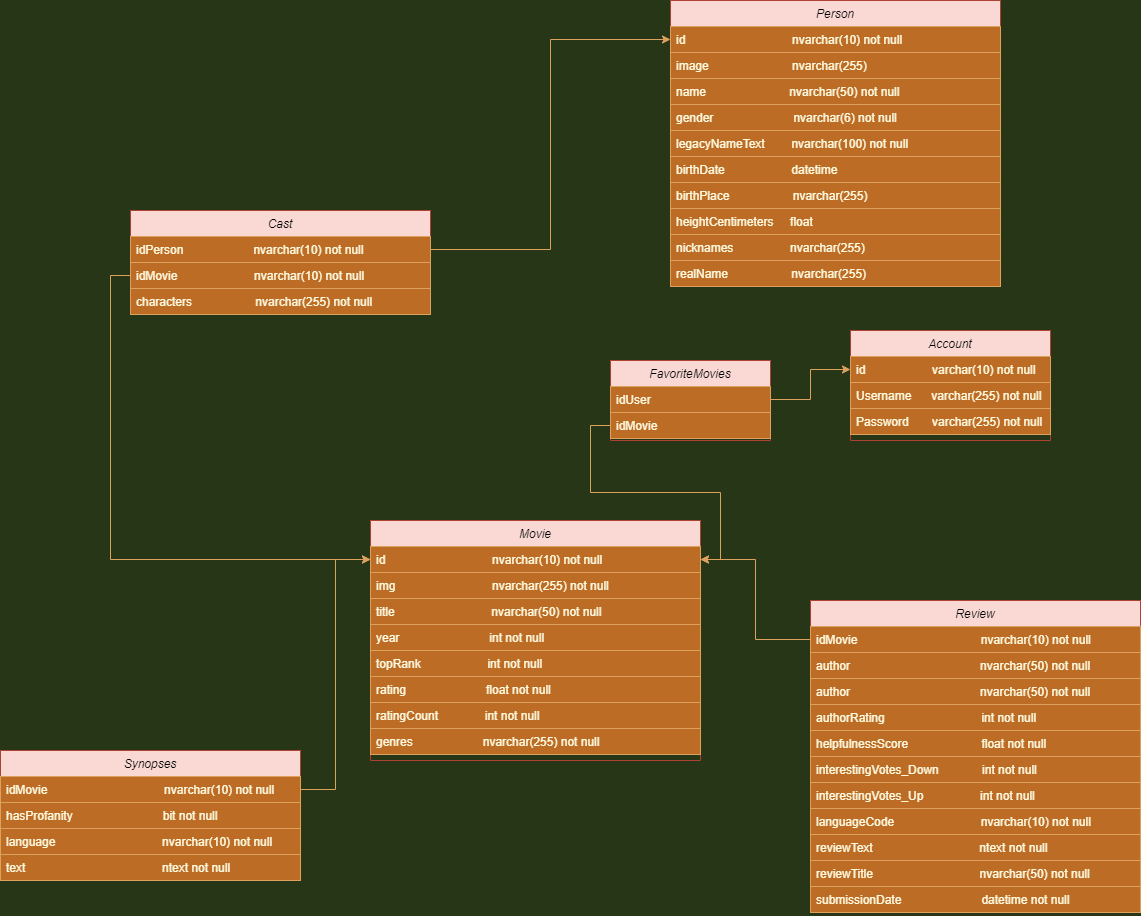 Person
id nvarchar(10) not null
image nvarchar(255)
name nvarchar(50) not null
gender nvarchar(6) not null
legacyNameText nvarchar(100) not null
birthDate datetime
birthPlace nvarchar(255)
heightCentimeters float
nicknames nvarchar(255)
realName nvarchar(255)
Cast
idPerson nvarchar(10) not null
idMovie nvarchar(10) not null
characters nvarchar(255) not null
Account
id varchar(10) not null
Username varchar(255) not null
Password varchar(255) not null
FavoriteMovies
idUser
idMovie
Movie
id nvarchar(10) not null
img nvarchar(255) not null
title nvarchar(50) not null
year int not null
topRank int not null
rating float not null
ratingCount int not null
genres nvarchar(255) not null
Review
idMovie nvarchar(10) not null
author nvarchar(50) not null
author nvarchar(50) not null
authorRating int not null
helpfulnessScore float not null
interestingVotes_Down int not null
interestingVotes_Up int not null
languageCode nvarchar(10) not null
reviewText ntext not null
reviewTitle nvarchar(50) not null
submissionDate datetime not null
Synopses
idMovie nvarchar(10) not null
hasProfanity bit not null
language nvarchar(10) not null
text ntext not null